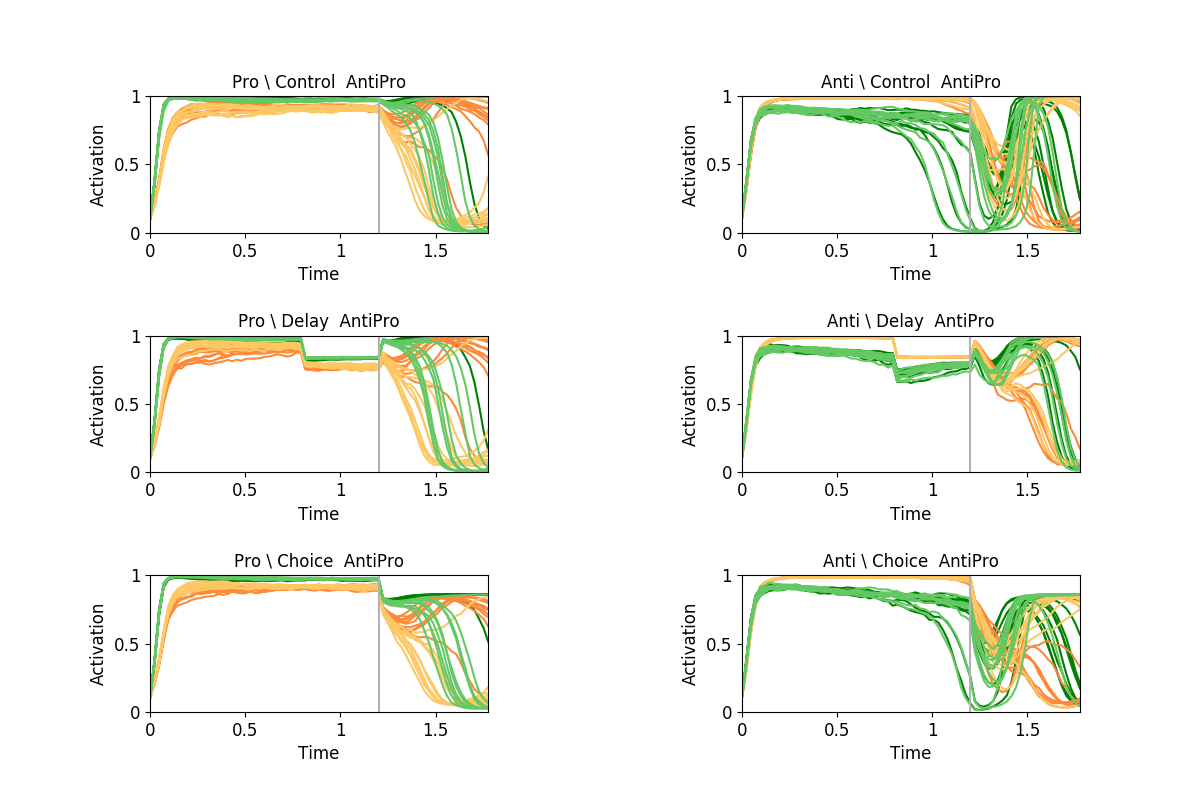 Pro \ Control  AntiPro
1
0.5
0
Activation
0 0.5 1 1.5
Time
Anti \ Control  AntiPro
1
0.5
0
Activation
0 0.5 1 1.5
Time
Pro \ Delay  AntiPro
1
0.5
0
Activation
0 0.5 1 1.5
Time
Anti \ Delay  AntiPro
1
0.5
0
Activation
0 0.5 1 1.5
Time
Pro \ Choice  AntiPro
1
0.5
0
Activation
0 0.5 1 1.5
Time
Anti \ Choice  AntiPro
1
0.5
0
Activation
0 0.5 1 1.5
Time